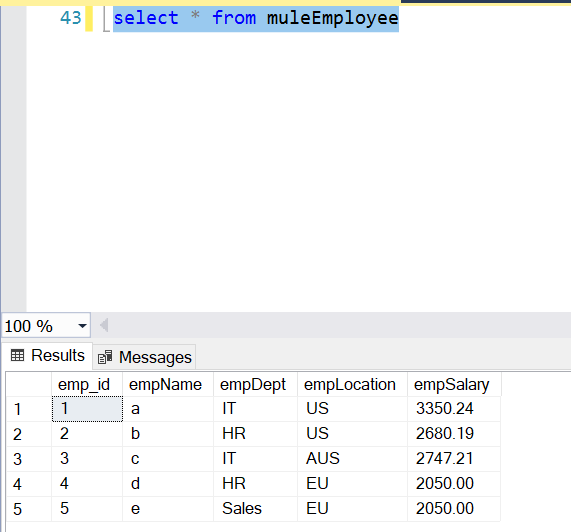 43 select * from muleEmployee
100 %
Results Messages
emp_id empName empDept empLocation empSalary
1 1 a IT US 3350.24
2 2 b HR US 2680.19
3 3 c IT AUS 2747.21
4 4 d HR EU 2050.00
5 5 e Sales EU 2050.00